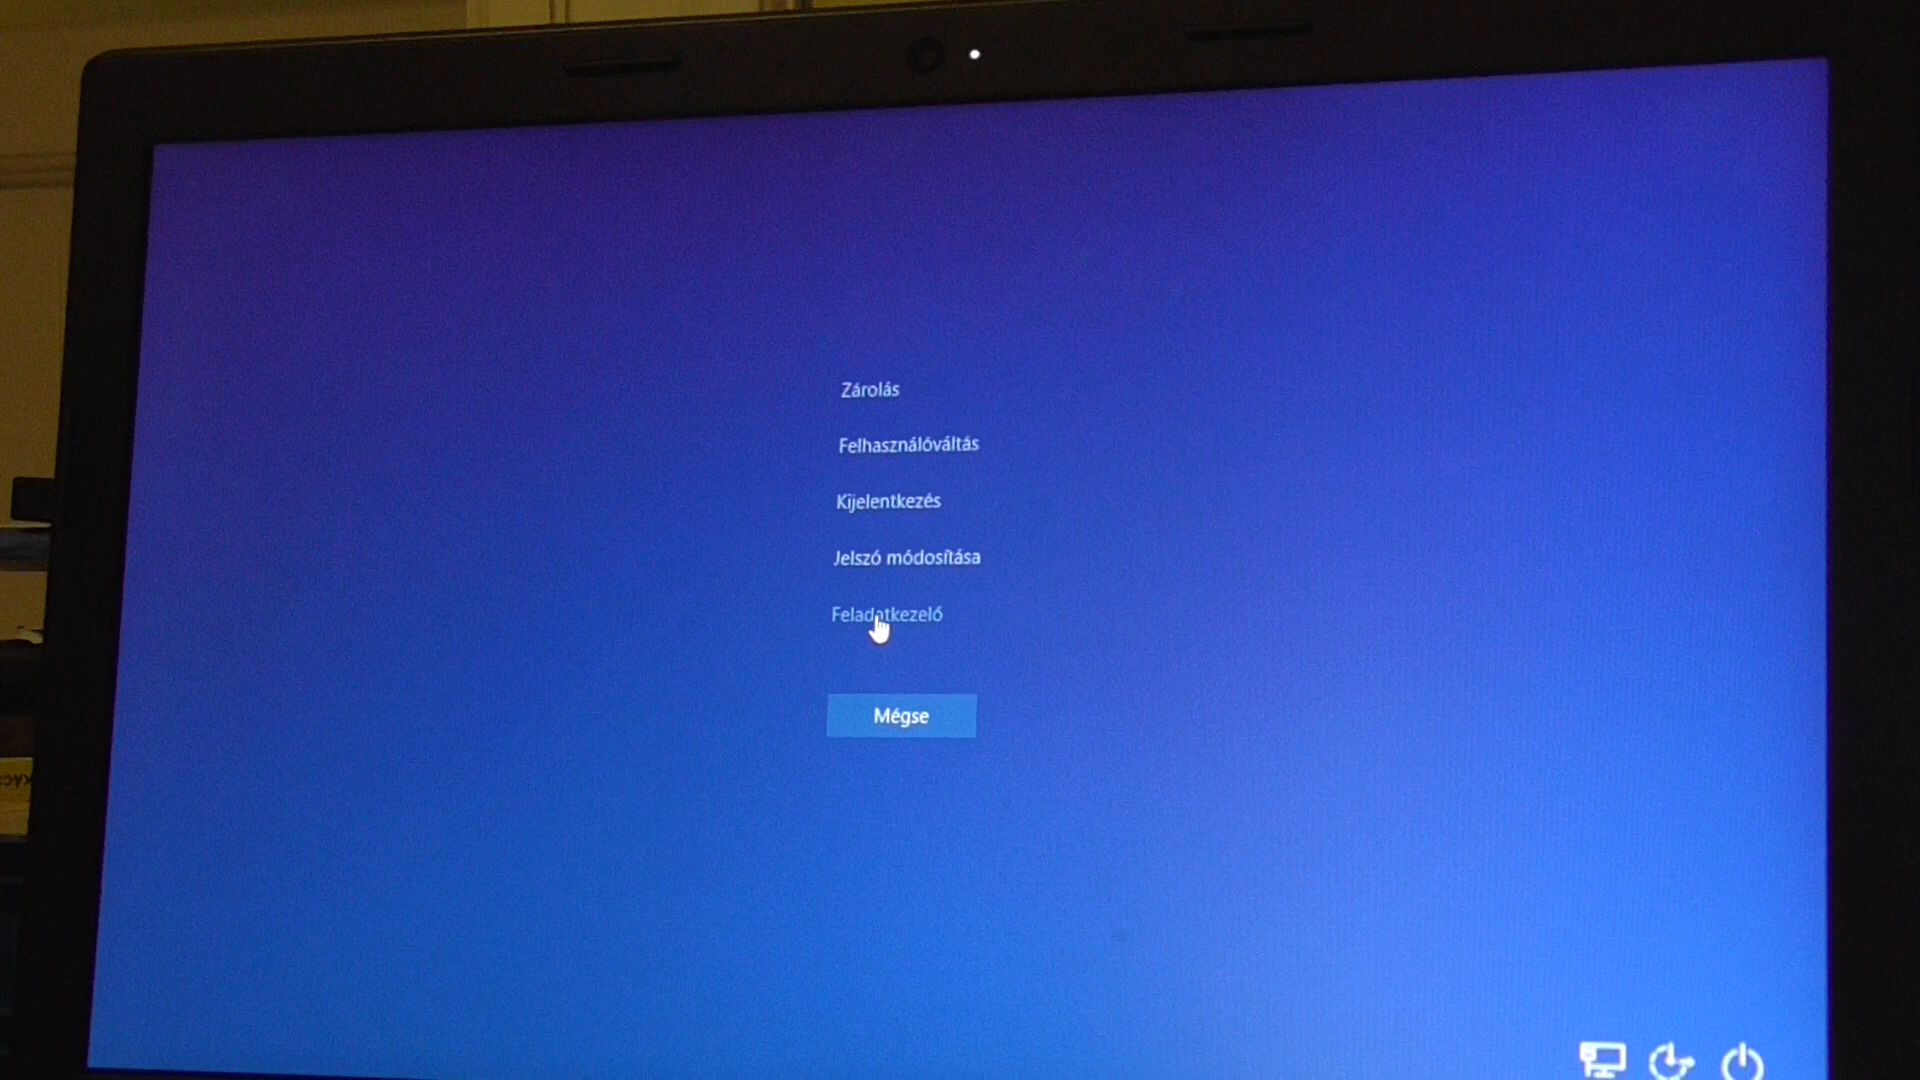 Zárolás
Felhasználóváltás
Kijelentkezés
Jelszó módosítása
Feladatkezelő
Mégse